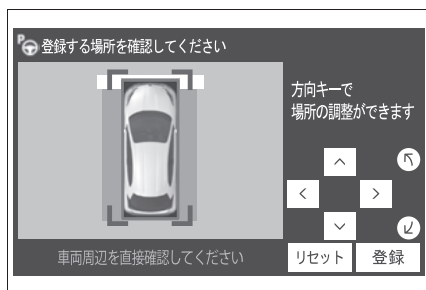 P 登録する場所を確認してください
方向キーで
場所の調整ができます
車両周辺を直接確認してください
リセット
登録